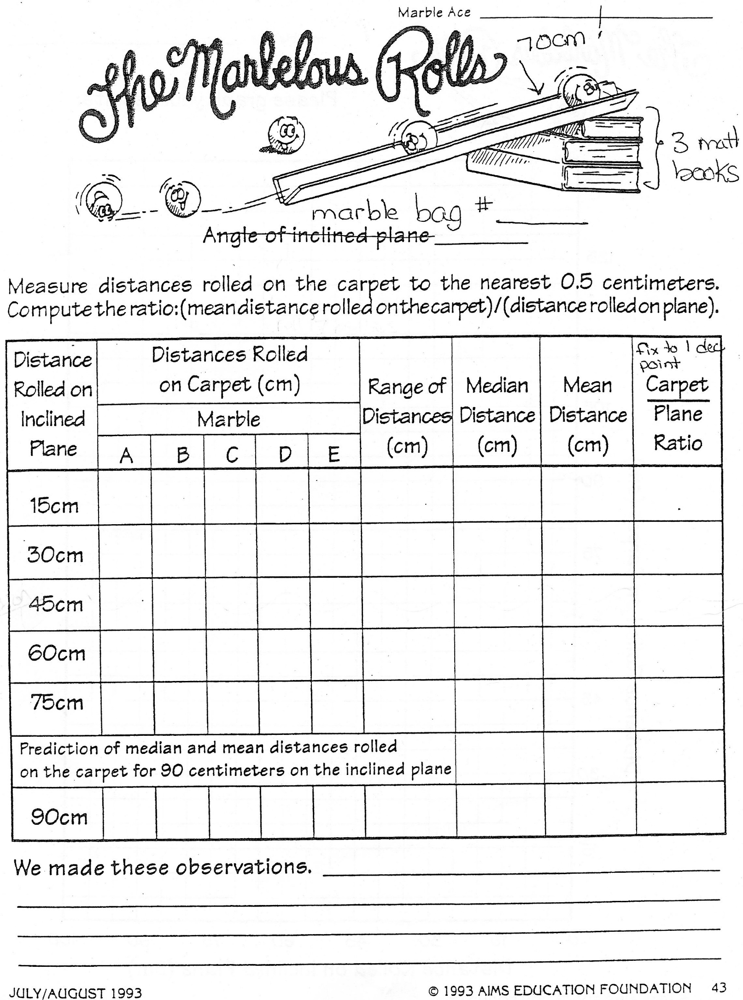 Marble Ace
The Marbelous Rolls
70cm
3 math
books
marble bag #
Angle of inclined plane
Measure distances rolled on the carpet to the nearest 0.5 centimeters.
Compute the ratio: (mean distance rolled on the carpet)/(distance rolled on plane).
Distance
Rolled on
Inclined
Plane
Distances Rolled
on Carpet (cm)
Marble
A B C D E
Range of
Distances
(cm)
Median
Distance
(cm)
Mean
Distance
(cm)
fix to 1 dec
point
Carpet
Plane
Ratio
15cm
30cm
45cm
60cm
75cm
Prediction of median and mean distances rolled
on the carpet for 90 centimeters on the inclined plane
90cm
We made these observations.
JULY/AUGUST 1993 © 1993 AIMS EDUCATION FOUNDATION 43